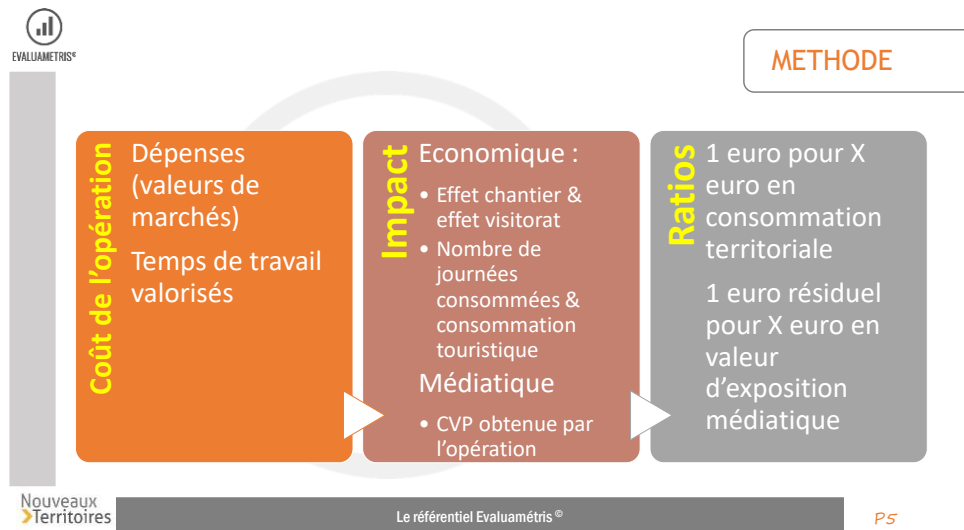 EVALUAMETRIS©
METHODE
Coût de l'opération
Dépenses
(valeurs de
marchés)
Temps de travail
valorisés
Impact
Economique :
• Effet chantier &
effet visitorat
• Nombre de
journées
consommées &
consommation
touristique
Médiatique
• CVP obtenue par
l'opération
Ratios
1 euro pour X
euro en
consommation
territoriale
1 euro résiduel
pour X euro en
valeur
d'exposition
médiatique
Nouveaux
Territoires
Le référentiel Evaluamétris ©
P5